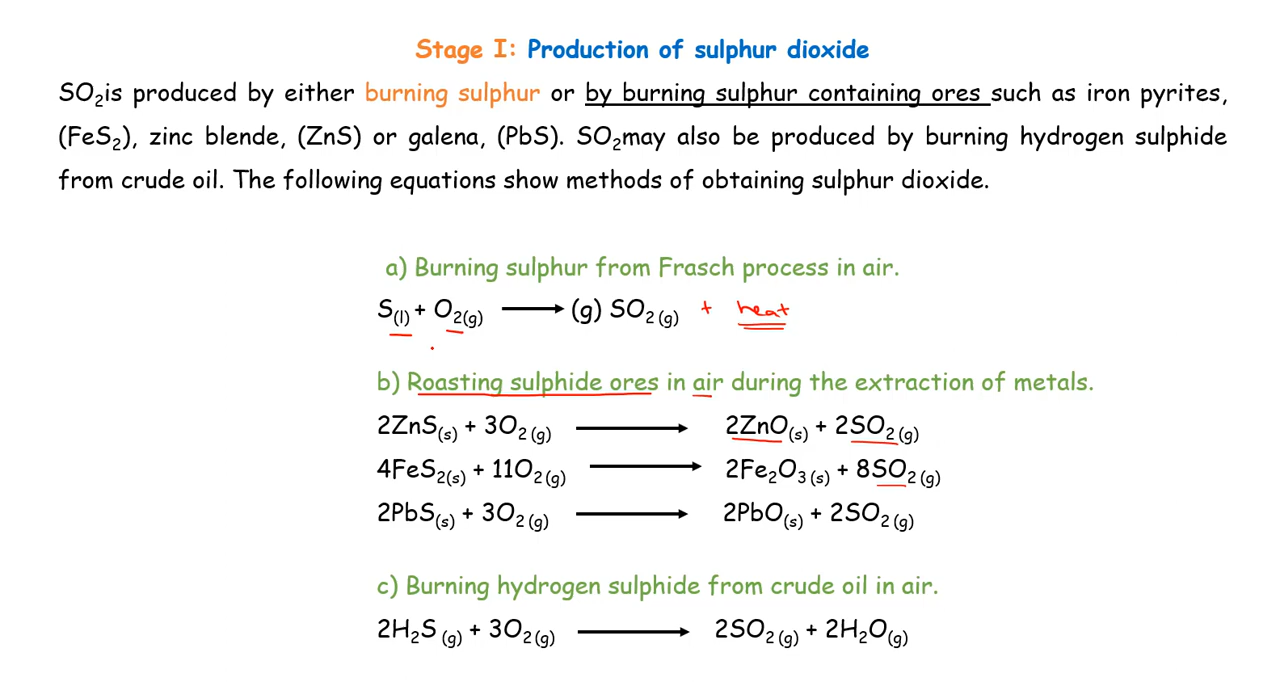 Stage I: Production of sulphur dioxide
SO₂is produced by either burning sulphur or by burning sulphur containing ores such as iron pyrites,
(FeS₂), zinc blende, (ZnS) or galena, (PbS). SO₂may also be produced by burning hydrogen sulphide
from crude oil. The following equations show methods of obtaining sulphur dioxide.
a) Burning sulphur from Frasch process in air.
S(l) + O₂(g) ⟶ (g) SO₂ (g) + heat
b) Roasting sulphide ores in air during the extraction of metals.
2ZnS(s) + 3O₂ (g) ⟶ 2ZnO(s) + 2SO₂ (g)
4FeS₂(s) + 11O₂ (g) ⟶ 2Fe₂O₃ (s) + 8SO₂ (g)
2PbS(s) + 3O₂ (g) ⟶ 2PbO(s) + 2SO₂ (g)
c) Burning hydrogen sulphide from crude oil in air.
2H₂S (g) + 3O₂ (g) ⟶ 2SO₂ (g) + 2H₂O(g)